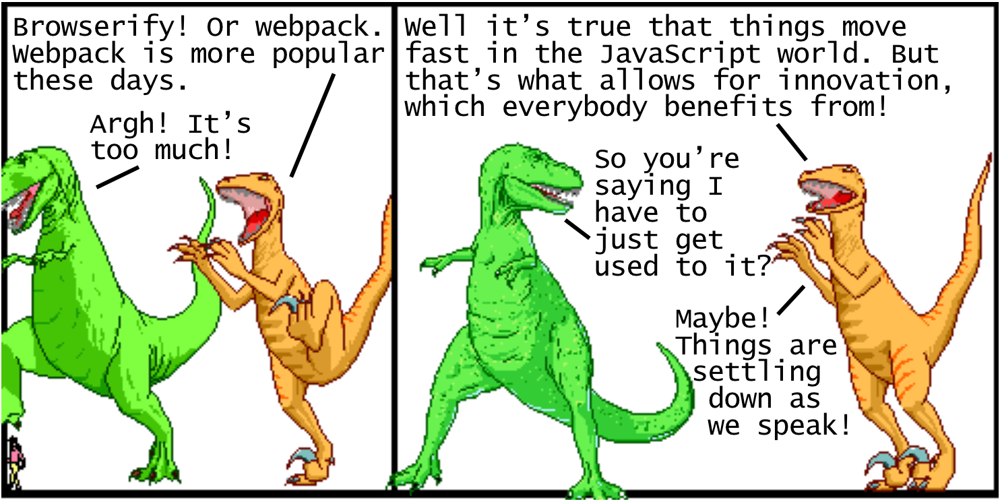 Browserify! Or webpack.
Webpack is more popular
these days.
Argh! It's
too much!
Well it's true that things move
fast in the JavaScript world. But
that's what allows for innovation,
which everybody benefits from!
So you're
saying I
have to
just get
used to it?
Maybe!
Things are
settling
down as
we speak!